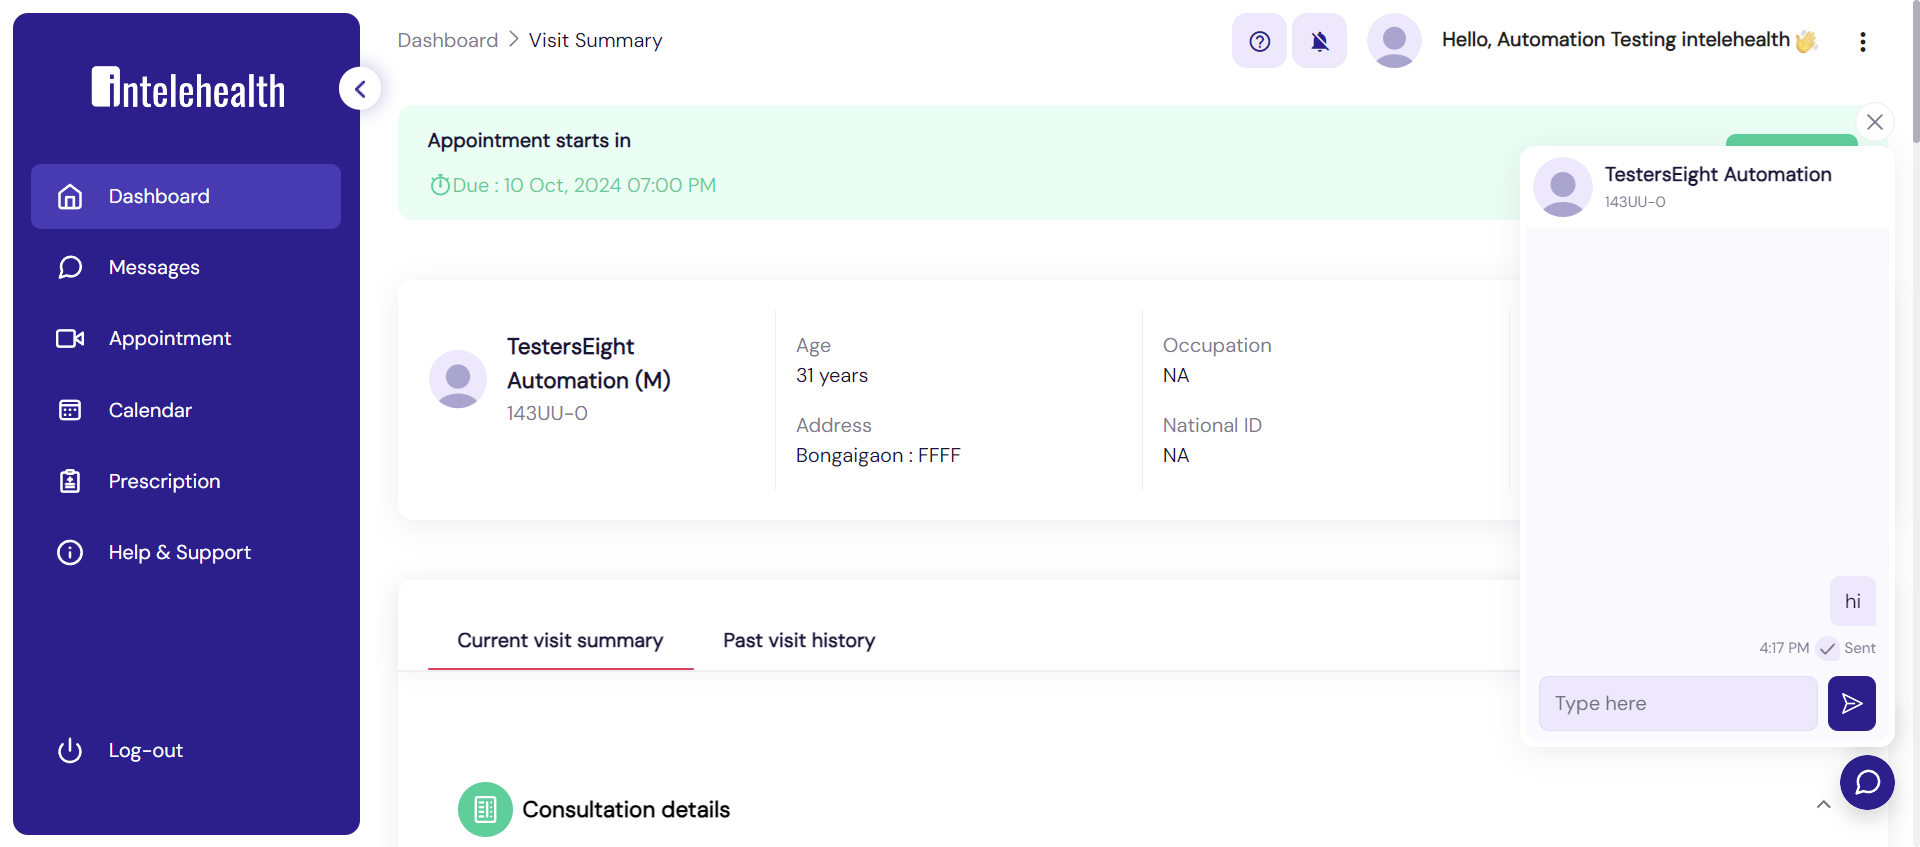 intelehealth
Dashboard
Messages
Appointment
Calendar
Prescription
Help & Support
Log-out
Dashboard > Visit Summary
Hello, Automation Testing intelehealth 👋
Appointment starts in
Due : 10 Oct, 2024 07:00 PM
TestersEight
Automation (M)
143UU-0
Age
31 years
Address
Bongaigaon : FFFF
Occupation
NA
National ID
NA
Current visit summary
Past visit history
Consultation details
TestersEight Automation
143UU-0
hi
4:17 PM Sent
Type here